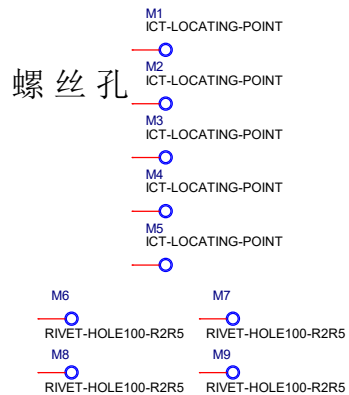 M1
ICT-LOCATING-POINT
螺丝孔
M2
ICT-LOCATING-POINT
M3
ICT-LOCATING-POINT
M4
ICT-LOCATING-POINT
M5
ICT-LOCATING-POINT
M6 M7
RIVET-HOLE100-R2R5 RIVET-HOLE100-R2R5
M8 M9
RIVET-HOLE100-R2R5 RIVET-HOLE100-R2R5